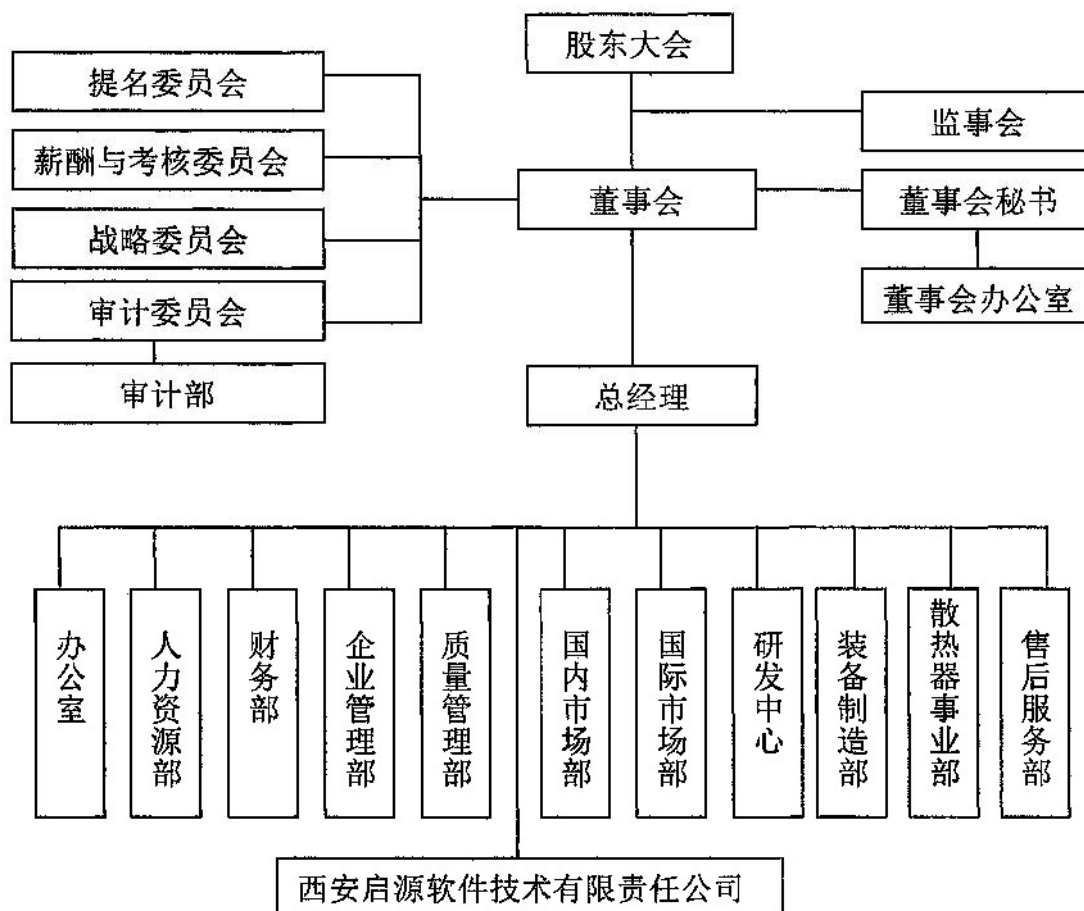 股东大会
提名委员会
监事会
薪酬与考核委员会
董事会
董事会秘书
战略委员会
审计委员会
董事会办公室
审计部
总经理
办公室
人力资源部
财务部
企业管理部
质量管理部
国内市场部
国际市场部
研发中心
装备制造部
散热器事业部
售后服务部
西安启源软件技术有限责任公司